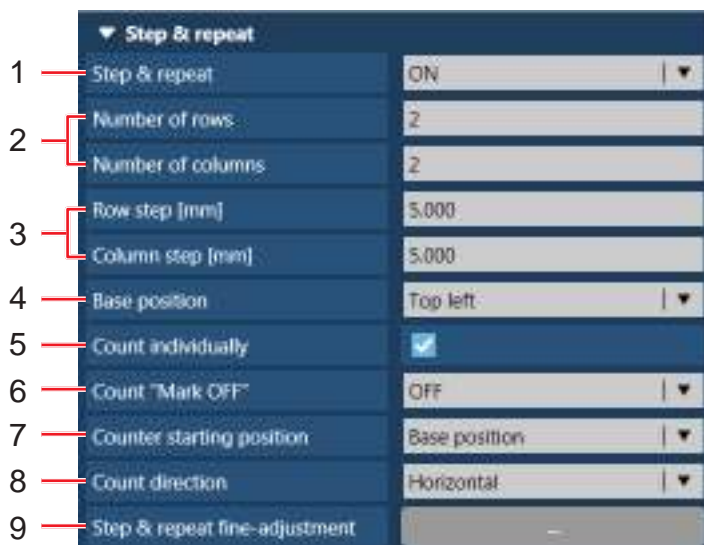 Step & repeat
1 Step & repeat ON
2 Number of rows 2
Number of columns 2
3 Row step [mm] 5.000
Column step [mm] 5.000
4 Base position Top left
5 Count individually
6 Count "Mark OFF" OFF
7 Counter starting position Base position
8 Count direction Horizontal
9 Step & repeat fine-adjustment ...